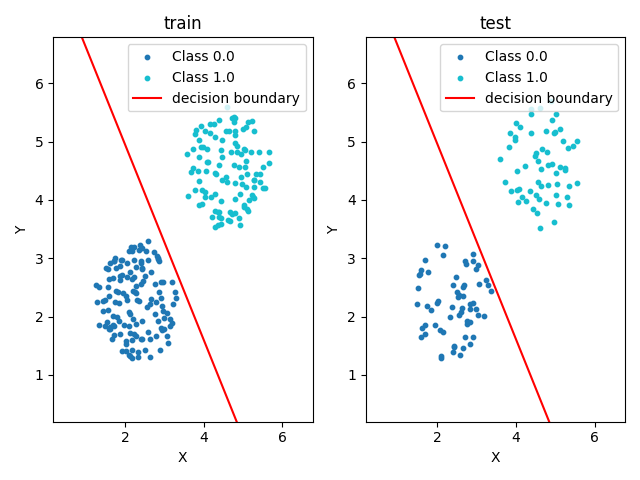 train
Class 0.0
Class 1.0
decision boundary
Y
6
5
4
3
2
1
2 4 6
X
test
Class 0.0
Class 1.0
decision boundary
Y
6
5
4
3
2
1
2 4 6
X